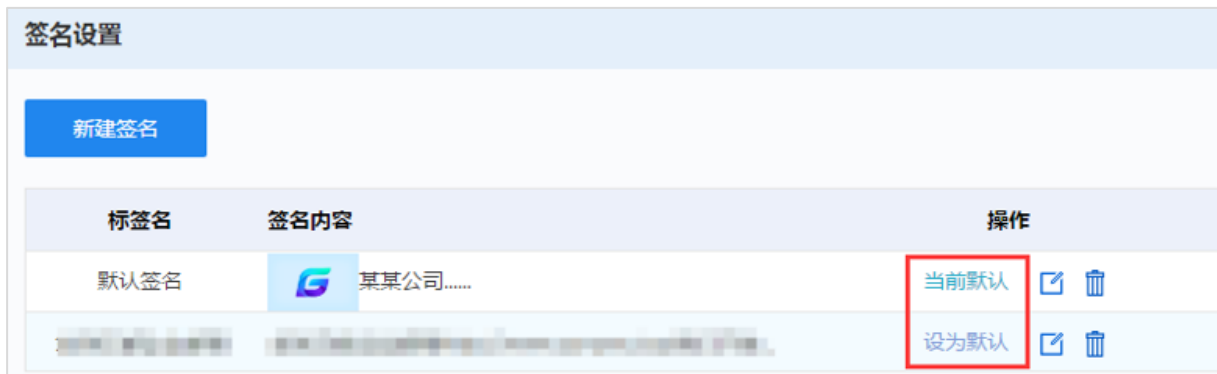 签名设置
新建签名
标签名 签名内容 操作
默认签名 某某公司...... 当前默认
设为默认